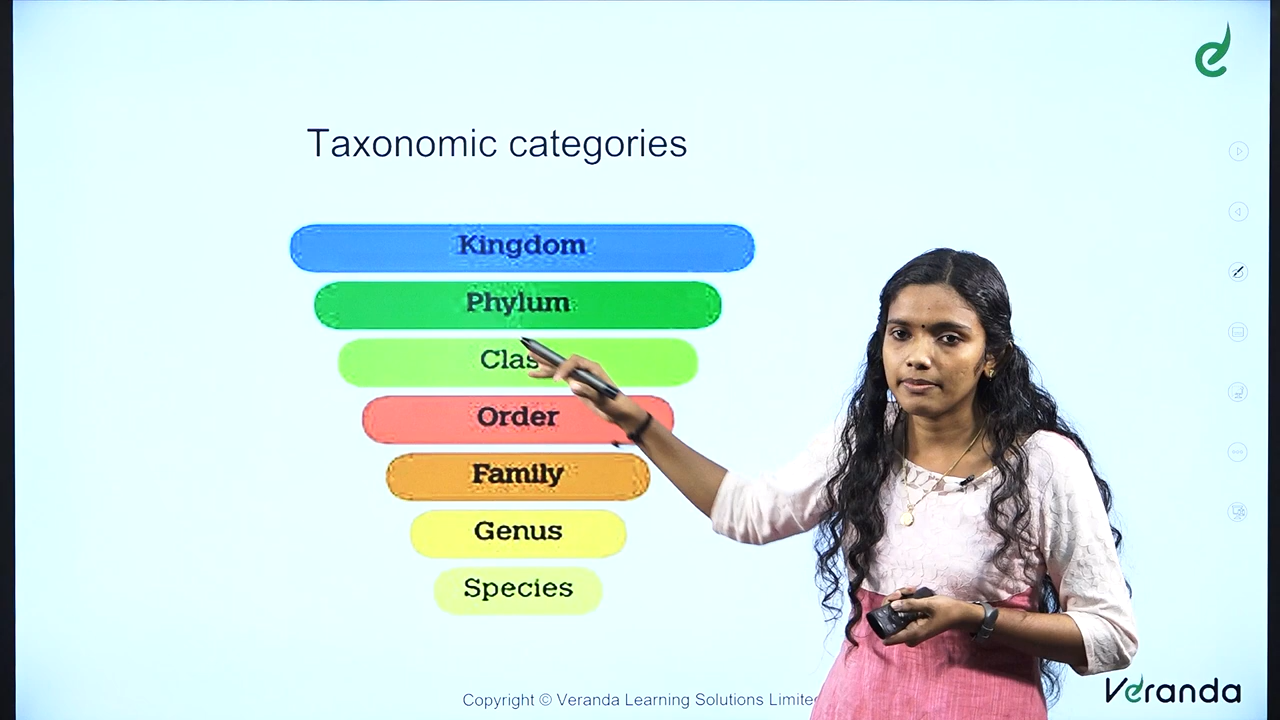 Taxonomic categories
Kingdom
Phylum
Clas
Order
Family
Genus
Species
Copyright © Veranda Learning Solutions Limite
Veranda